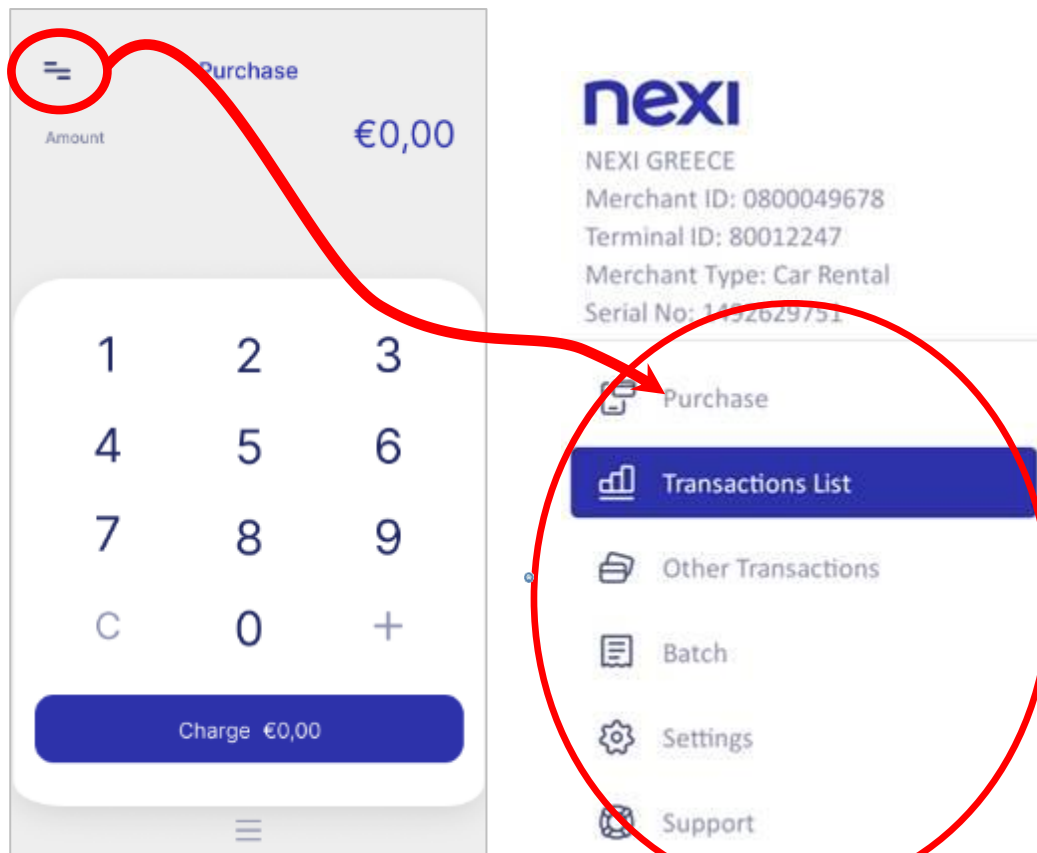 Purchase
Amount
€0,00
1 2 3
4 5 6
7 8 9
C 0 +
Charge €0,00
nexi
NEXI GREECE
Merchant ID: 0800049678
Terminal ID: 80012247
Merchant Type: Car Rental
Serial No: 1492629751
Purchase
Transactions List
Other Transactions
Batch
Settings
Support